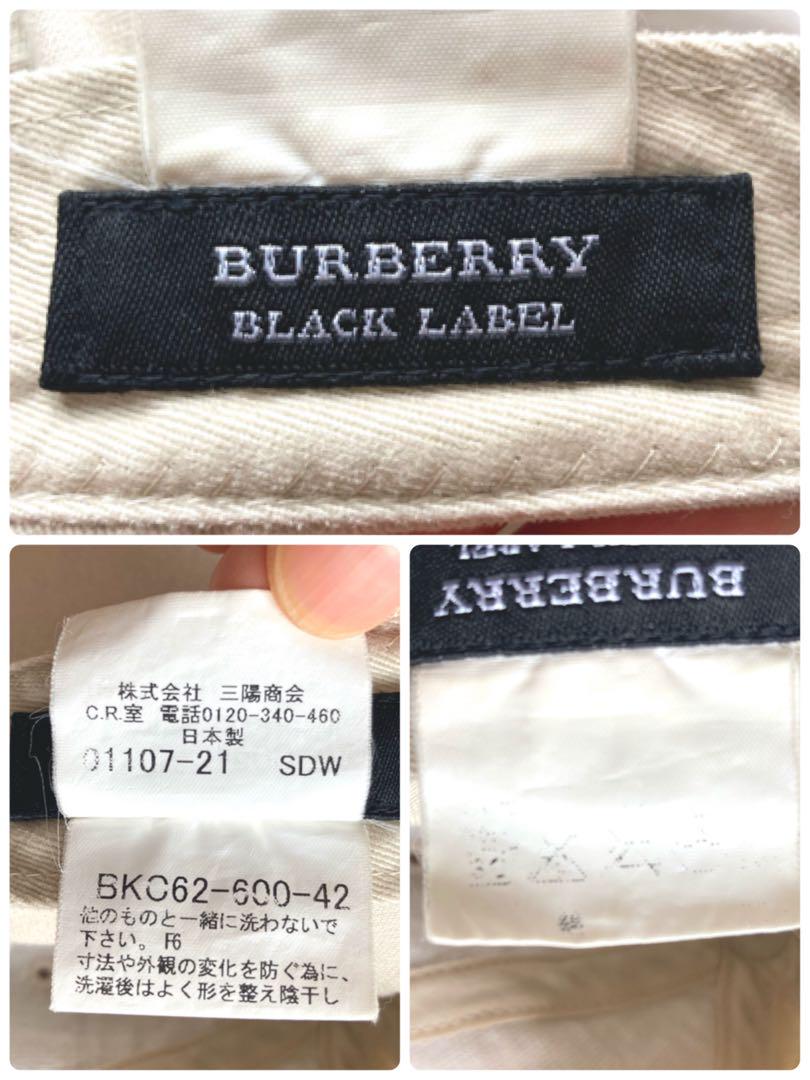 BURBERRY
BLACK LABEL
株式会社 三陽商会
C.R.室 電話0120-340-460
日本製
01107-21 SDW
BKC62-600-42
他のものと一緒に洗わないで
下さい。F6
寸法や外観の変化を防ぐ為に、
洗濯後はよく形を整え陰干し
LABEL
BURBERRY